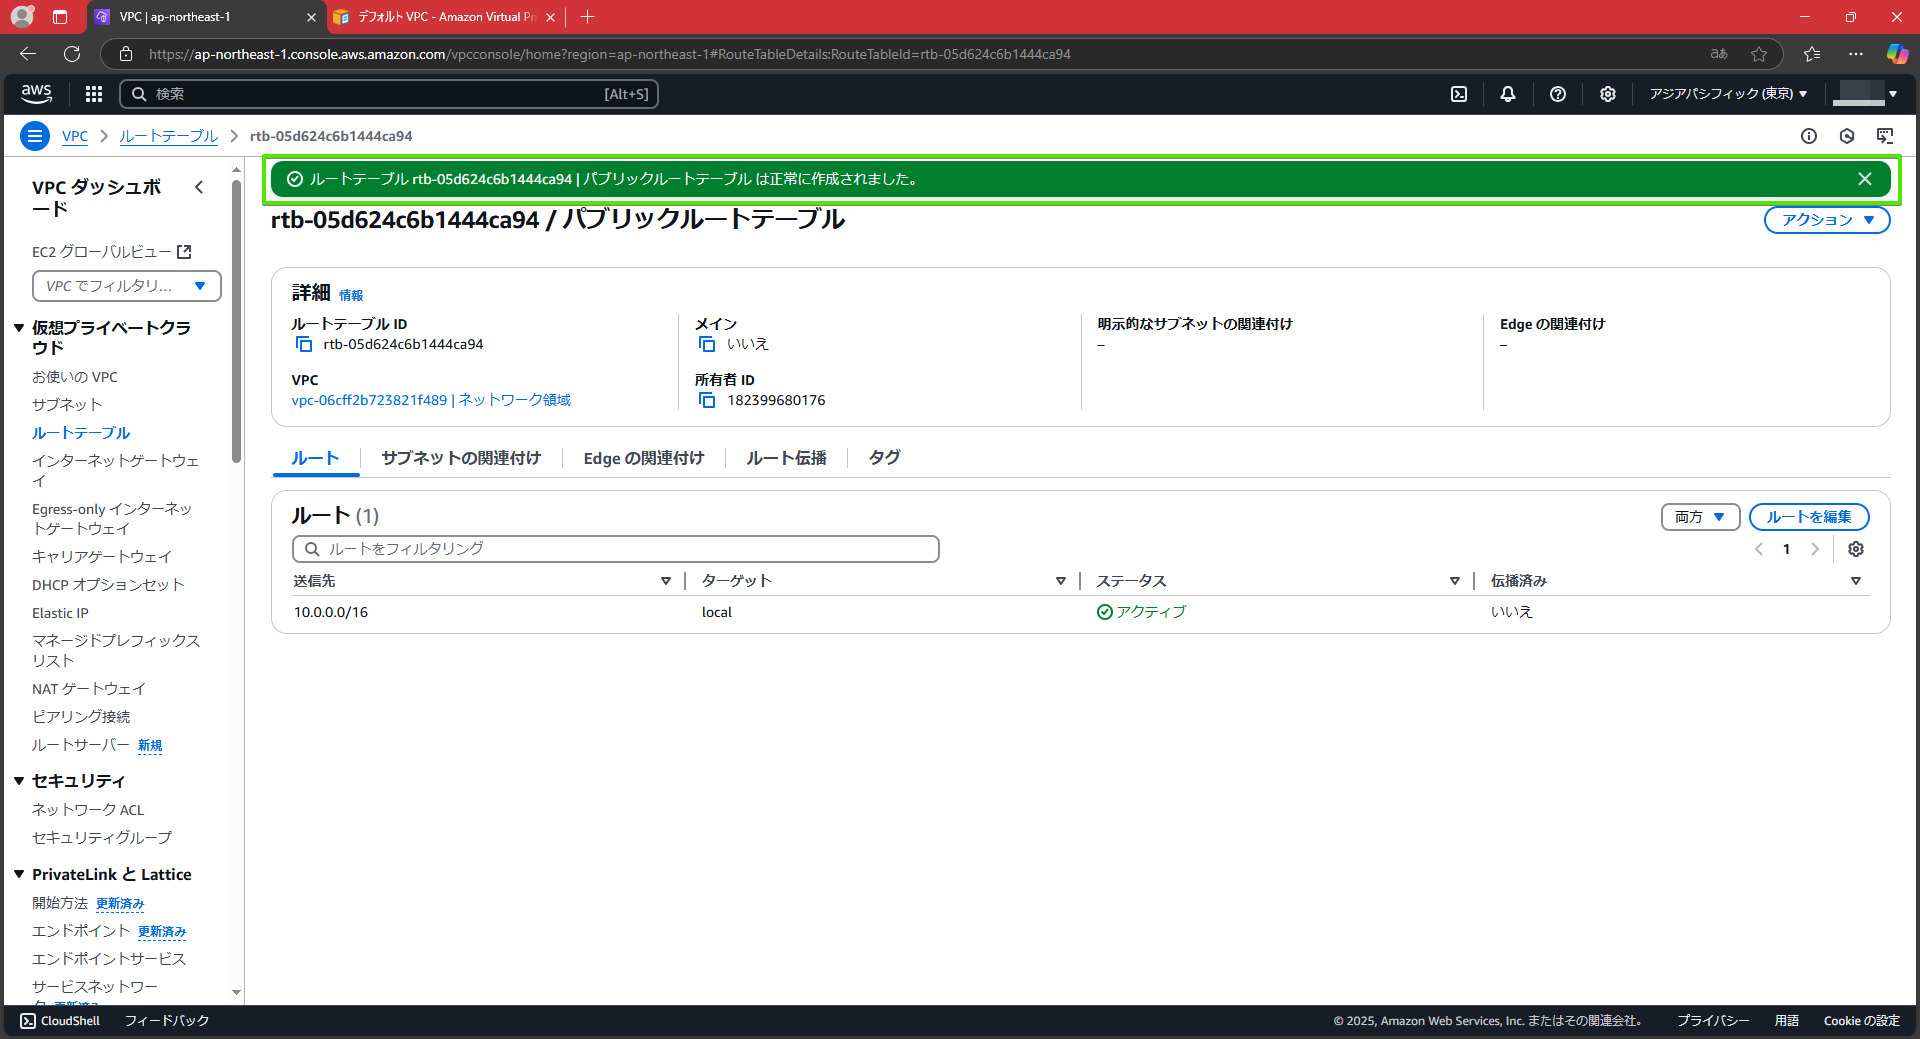 VPC | ap-northeast-1
デフォルト VPC - Amazon Virtual Pri
https://ap-northeast-1.console.aws.amazon.com/vpcconsole/home?region=ap-northeast-1#RouteTableDetails:RouteTableId=rtb-05d624c6b1444ca94
aあ
aws
検索
[Alt+S]
アジアパシフィック (東京)
VPC
ルートテーブル
rtb-05d624c6b1444ca94
VPC ダッシュボ
ード
EC2 グローバルビュー
VPC でフィルタリ...
仮想プライベートクラ
ウド
お使いの VPC
サブネット
ルートテーブル
インターネットゲートウェ
イ
Egress-only インターネッ
トゲートウェイ
キャリアゲートウェイ
DHCP オプションセット
Elastic IP
マネージドプレフィックス
リスト
NAT ゲートウェイ
ピアリング接続
ルートサーバー 新規
セキュリティ
ネットワーク ACL
セキュリティグループ
PrivateLink と Lattice
開始方法 更新済み
エンドポイント 更新済み
エンドポイントサービス
サービスネットワー
ク 更新済み
ルートテーブル rtb-05d624c6b1444ca94 | パブリックルートテーブル は正常に作成されました。
rtb-05d624c6b1444ca94 / パブリックルートテーブル
アクション
詳細 情報
ルートテーブル ID
rtb-05d624c6b1444ca94
メイン
いいえ
明示的なサブネットの関連付け
–
Edge の関連付け
–
VPC
vpc-06cff2b723821f489 | ネットワーク領域
所有者 ID
182399680176
ルート
サブネットの関連付け
Edge の関連付け
ルート伝播
タグ
ルート (1)
両方
ルートを編集
ルートをフィルタリング
1
送信先
ターゲット
ステータス
伝播済み
10.0.0.0/16
local
アクティブ
いいえ
CloudShell
フィードバック
© 2025, Amazon Web Services, Inc. またはその関連会社。
プライバシー
用語
Cookie の設定